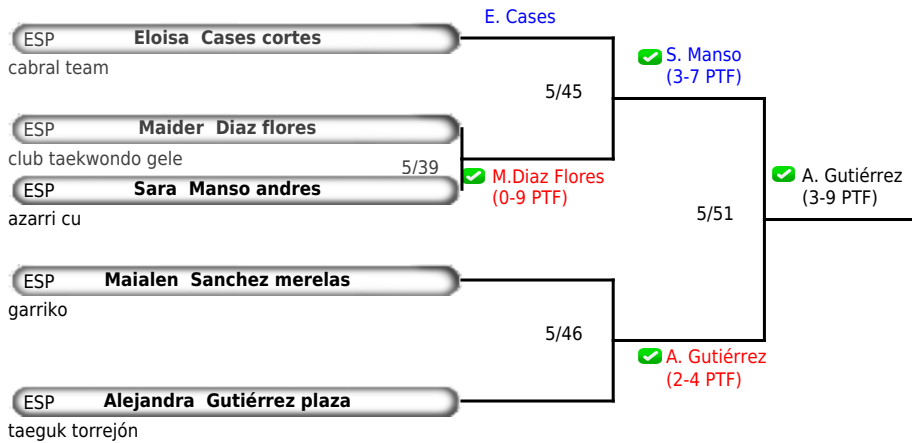 E. Cases
ESP Eloisa Cases cortes
cabral team
S. Manso
(3-7 PTF)
5/45
ESP Maider Diaz flores
club taekwondo gele
5/39
M.Diaz Flores
(0-9 PTF)
ESP Sara Manso andres
azarri cu
A. Gutiérrez
(3-9 PTF)
5/51
ESP Maialen Sanchez merelas
garriko
5/46
A. Gutiérrez
(2-4 PTF)
ESP Alejandra Gutiérrez plaza
taeguk torrejón